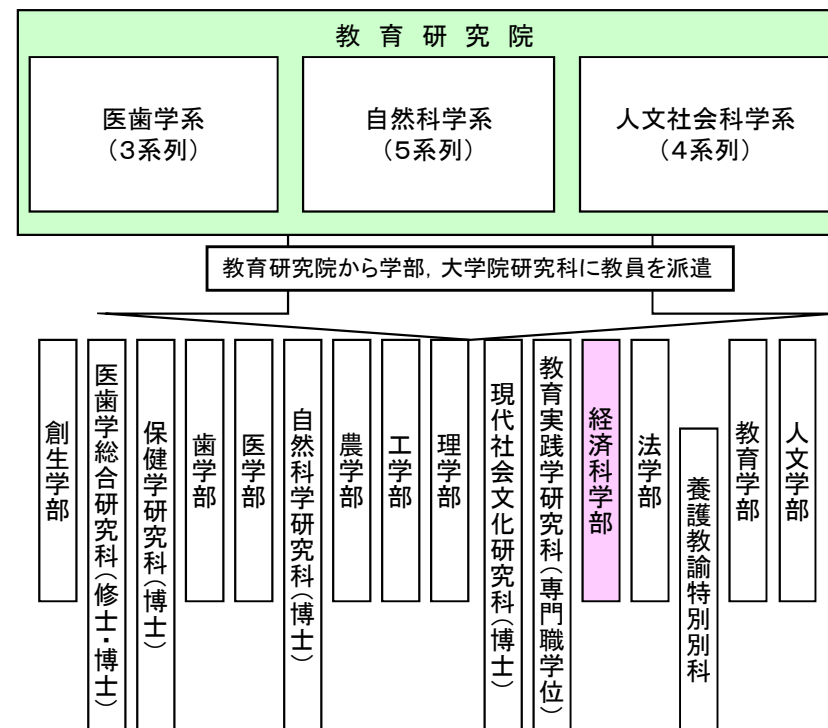 教育研究院
医歯学系
（3系列）
自然科学系
（5系列）
人文社会科学系
（4系列）
教育研究院から学部，大学院研究科に教員を派遣
創生学部
医歯学総合研究科（修士・博士）
保健学研究科（博士）
歯学部
医学部
自然科学研究科（博士）
農学部
工学部
理学部
現代社会文化研究科（博士）
教育実践学研究科（専門職学位）
経済科学部
法学部
養護教諭特別別科
教育学部
人文学部